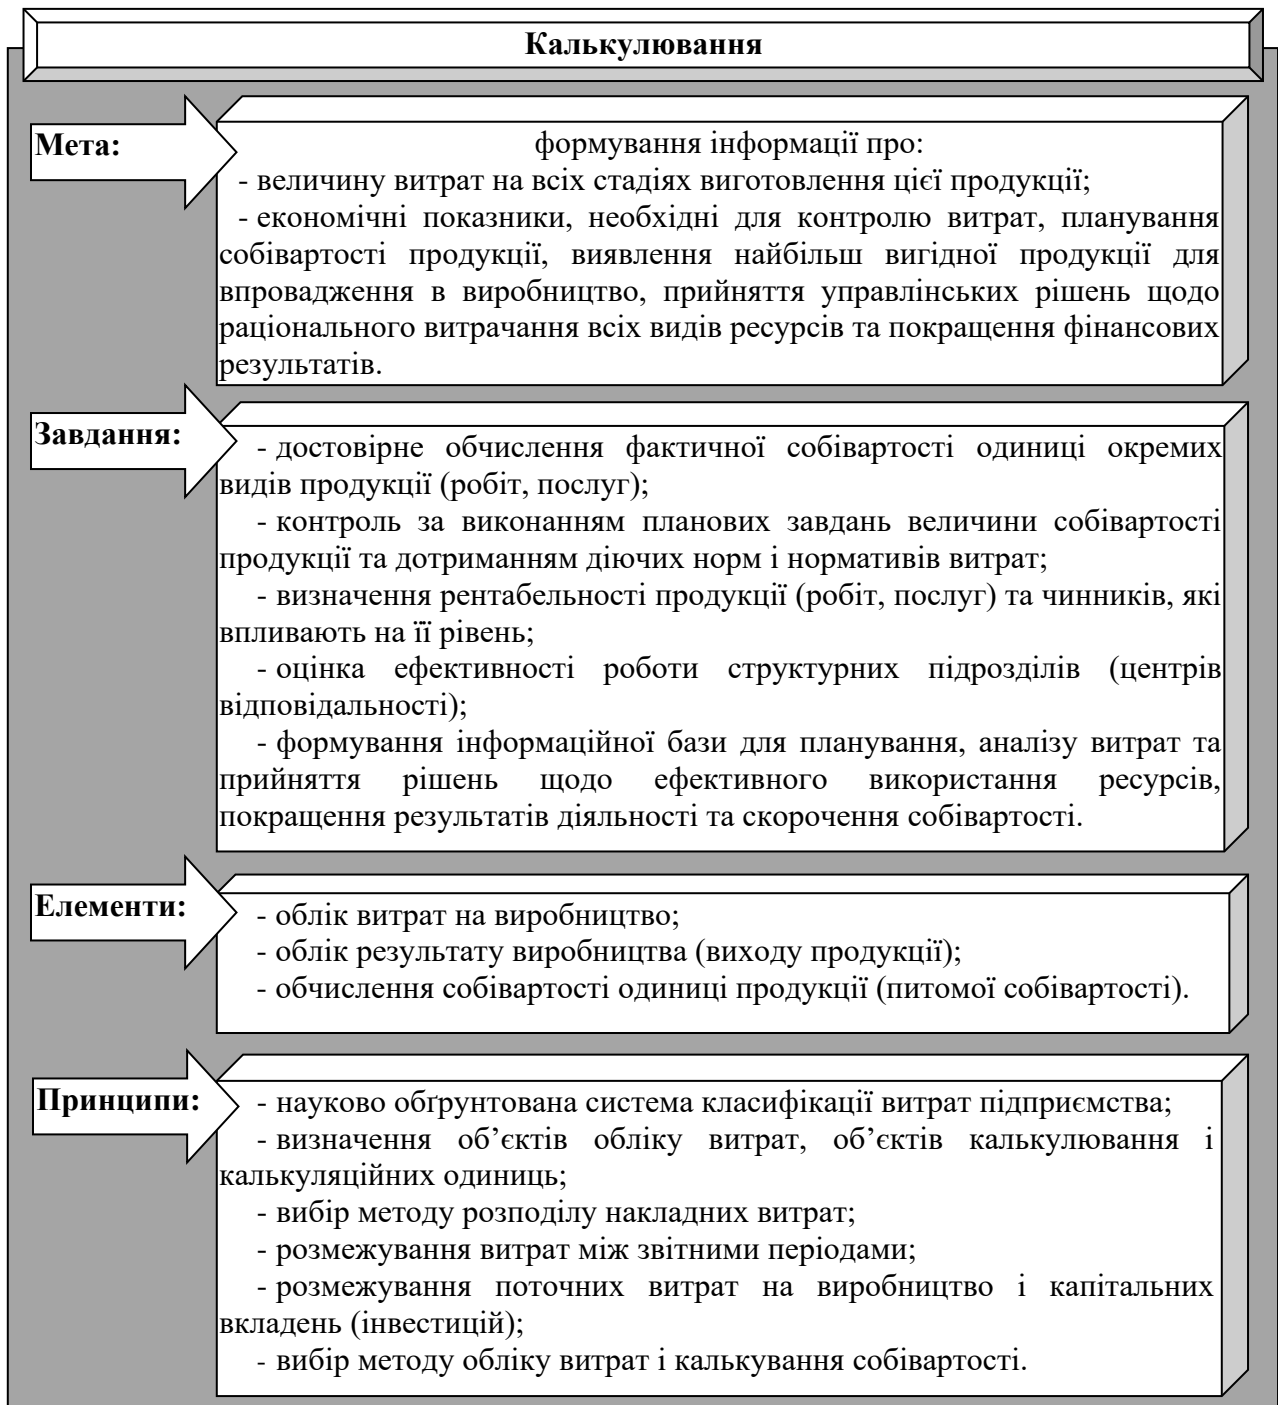 Калькулювання
Мета:
формування інформації про:
- величину витрат на всіх стадіях виготовлення цієї продукції;
- економічні показники, необхідні для контролю витрат, планування
собівартості продукції, виявлення найбільш вигідної продукції для
впровадження в виробництво, прийняття управлінських рішень щодо
раціонального витрачання всіх видів ресурсів та покращення фінансових
результатів.
Завдання:
- достовірне обчислення фактичної собівартості одиниці окремих
видів продукції (робіт, послуг);
- контроль за виконанням планових завдань величини собівартості
продукції та дотриманням діючих норм і нормативів витрат;
- визначення рентабельності продукції (робіт, послуг) та чинників, які
впливають на її рівень;
- оцінка ефективності роботи структурних підрозділів (центрів
відповідальності);
- формування інформаційної бази для планування, аналізу витрат та
прийняття рішень щодо ефективного використання ресурсів,
покращення результатів діяльності та скорочення собівартості.
Елементи:
- облік витрат на виробництво;
- облік результату виробництва (виходу продукції);
- обчислення собівартості одиниці продукції (питомої собівартості).
Принципи:
- науково обґрунтована система класифікації витрат підприємства;
- визначення об’єктів обліку витрат, об’єктів калькулювання і
калькуляційних одиниць;
- вибір методу розподілу накладних витрат;
- розмежування витрат між звітними періодами;
- розмежування поточних витрат на виробництво і капітальних
вкладень (інвестицій);
- вибір методу обліку витрат і калькування собівартості.